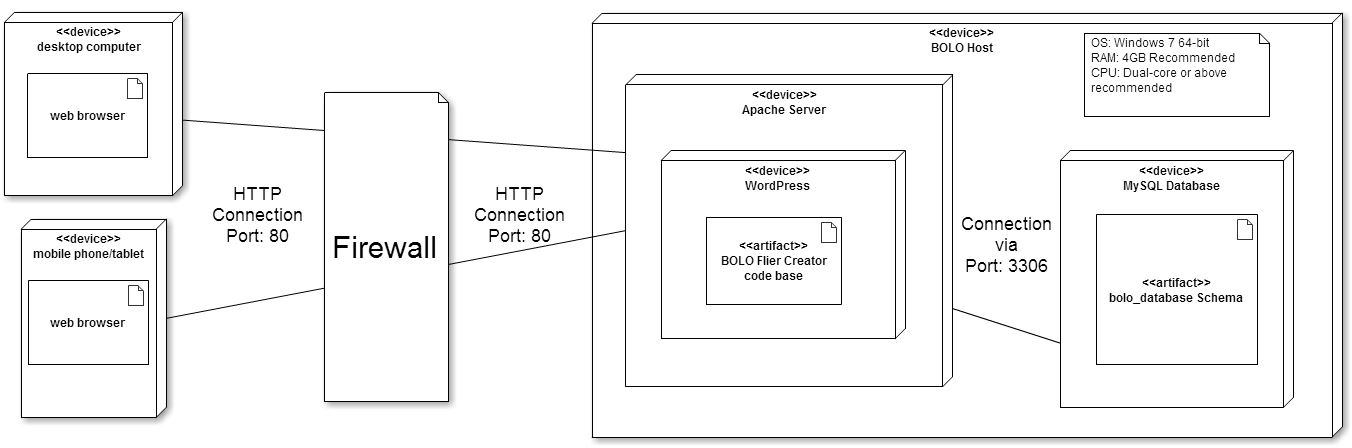 <<device>>
desktop computer
web browser
<<device>>
mobile phone/tablet
web browser
HTTP
Connection
Port: 80
Firewall
HTTP
Connection
Port: 80
<<device>>
BOLO Host
OS: Windows 7 64-bit
RAM: 4GB Recommended
CPU: Dual-core or above
recommended
<<device>>
Apache Server
<<device>>
WordPress
<<artifact>>
BOLO Flier Creator
code base
Connection
via
Port: 3306
<<device>>
MySQL Database
<<artifact>>
bolo_database Schema